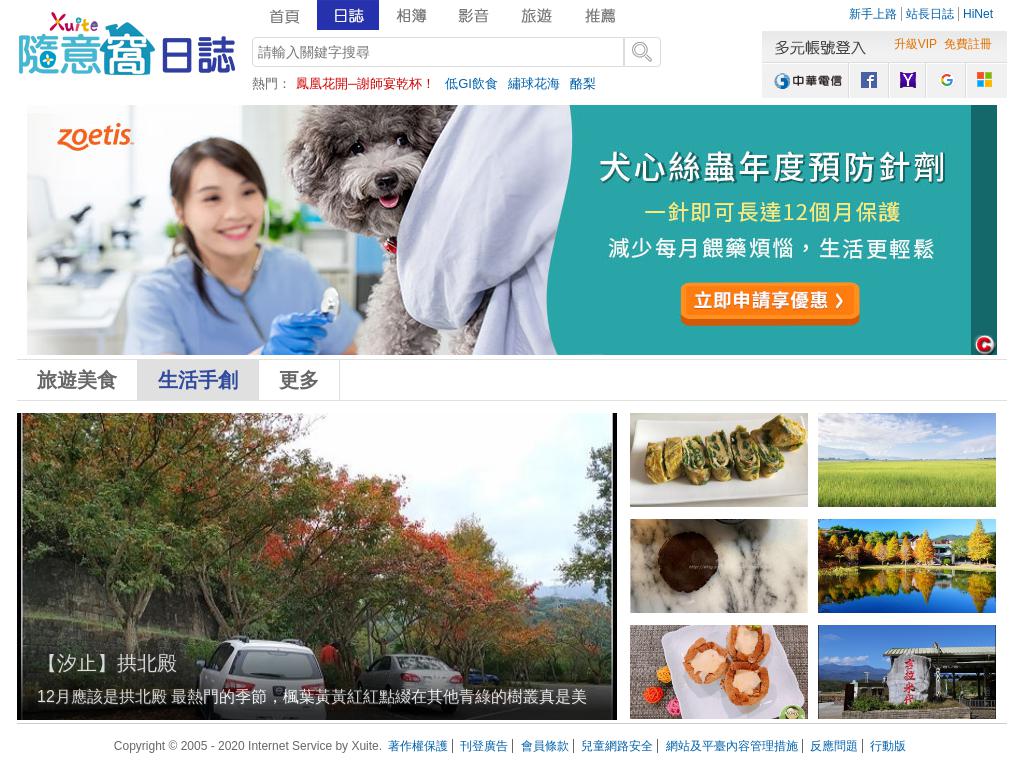 Xuite 隨意窩 日誌
首頁 日誌 相簿 影音 旅遊 推薦
新手上路 站長日誌 HiNet
請輸入關鍵字搜尋
多元帳號登入 升級VIP 免費註冊
中華電信
熱門： 鳳凰花開─謝師宴乾杯！ 低GI飲食 繡球花海 酪梨
zoetis
犬心絲蟲年度預防針劑
一針即可長達12個月保護
減少每月餵藥煩惱，生活更輕鬆
立即申請享優惠
旅遊美食 生活手創 更多
【汐止】拱北殿
12月應該是拱北殿 最熱門的季節，楓葉黃黃紅紅點綴在其他青綠的樹叢真是美
Copyright © 2005 - 2020 Internet Service by Xuite. 著作權保護 刊登廣告 會員條款 兒童網路安全 網站及平臺內容管理措施 反應問題 行動版